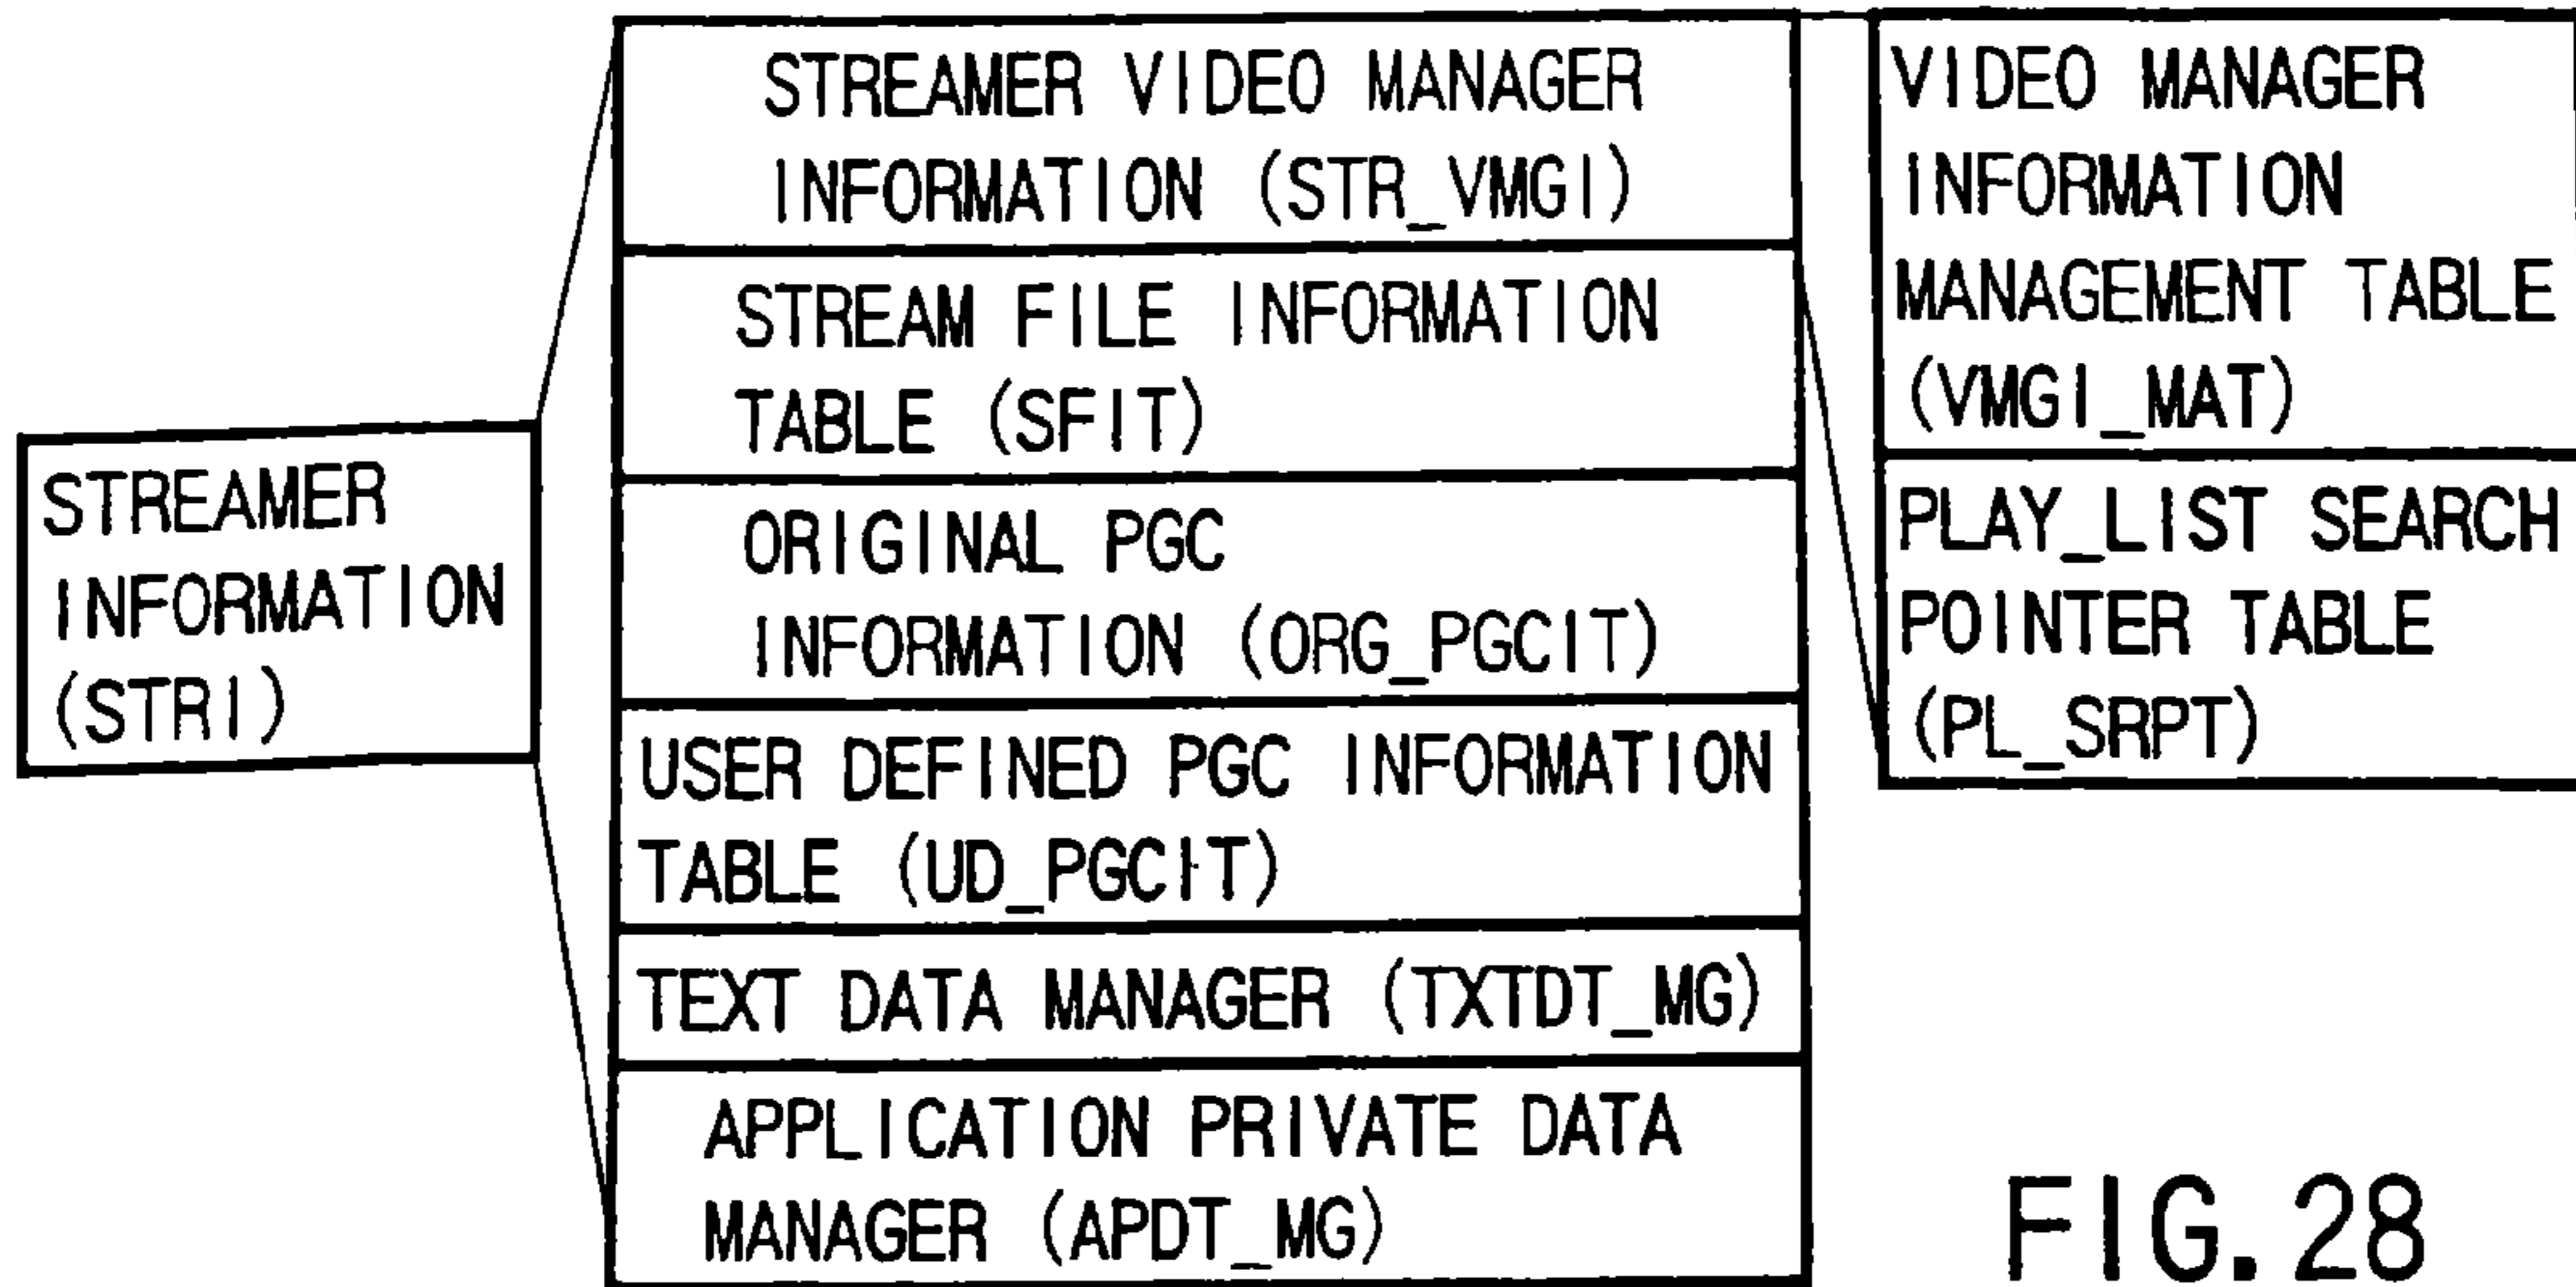 STREAMER
INFORMATION
(STRI)
STREAMER VIDEO MANAGER
INFORMATION (STR_VMGI)
STREAM FILE INFORMATION
TABLE (SFIT)
ORIGINAL PGC
INFORMATION (ORG_PGCIT)
USER DEFINED PGC INFORMATION
TABLE (UD_PGCIT)
TEXT DATA MANAGER (TXTDT_MG)
APPLICATION PRIVATE DATA
MANAGER (APDT_MG)
VIDEO MANAGER
INFORMATION
MANAGEMENT TABLE
(VMGI_MAT)
PLAY_LIST SEARCH
POINTER TABLE
(PL_SRPT)
FIG.28